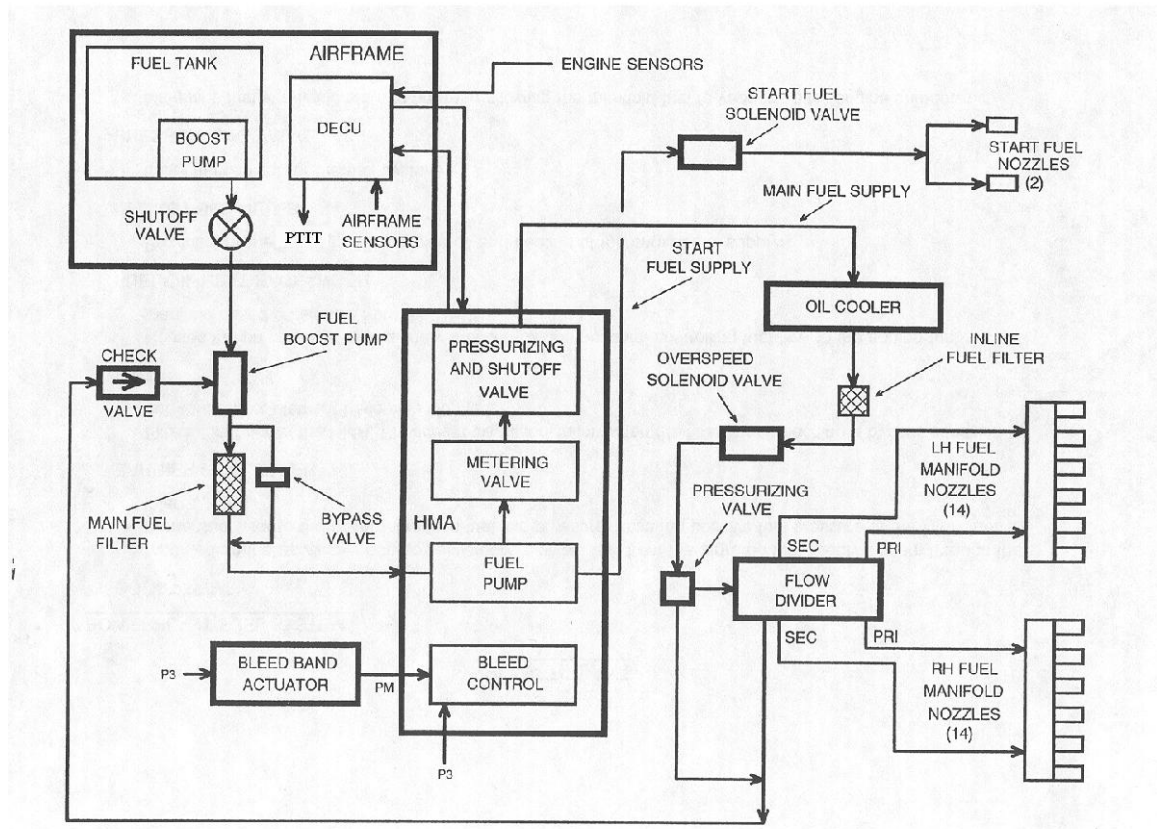 AIRFRAME
FUEL TANK
BOOST
PUMP
DECU
SHUTOFF
VALVE
PTIT
AIRFRAME
SENSORS
ENGINE SENSORS
START FUEL
SOLENOID VALVE
START FUEL
NOZZLES
(2)
MAIN FUEL SUPPLY
START
FUEL SUPPLY
OIL COOLER
FUEL
BOOST PUMP
CHECK
VALVE
PRESSURIZING
AND SHUTOFF
VALVE
OVERSPEED
SOLENOID VALVE
INLINE
FUEL FILTER
METERING
VALVE
LH FUEL
MANIFOLD
NOZZLES
(14)
MAIN FUEL
FILTER
BYPASS
VALVE
HMA
FUEL
PUMP
PRESSURIZING
VALVE
SEC
PRI
FLOW
DIVIDER
SEC
PRI
RH FUEL
MANIFOLD
NOZZLES
(14)
P3
BLEED BAND
ACTUATOR
PM
BLEED
CONTROL
P3